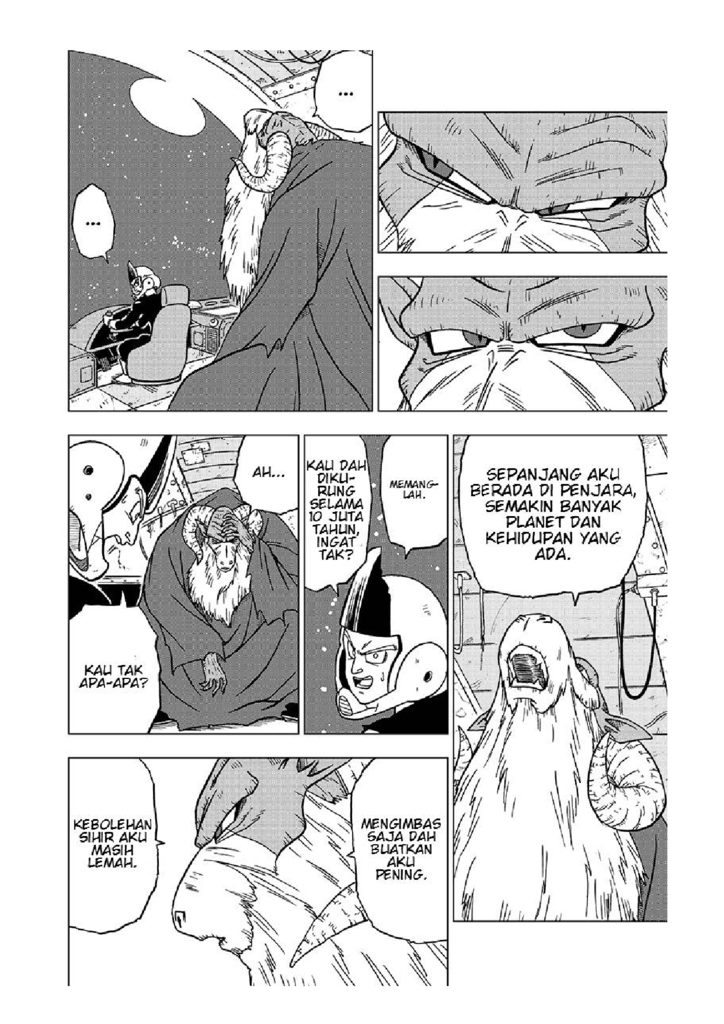 ...
...
SEPANJANG AKU
BERADA DI PENJARA,
SEMAKIN BANYAK
PLANET DAN
KEHIDUPAN YANG
ADA.
MEMANG-
LAH.
KAU DAH
DIKU-
RUNG
SELAMA
10 JUTA
TAHUN,
INGAT
TAK?
AH...
KAU TAK
APA-APA?
MENGIMBAS
SAJA DAH
BUATKAN
AKU
PENING.
KEBOLEHAN
SIHIR AKU
MASIH
LEMAH.